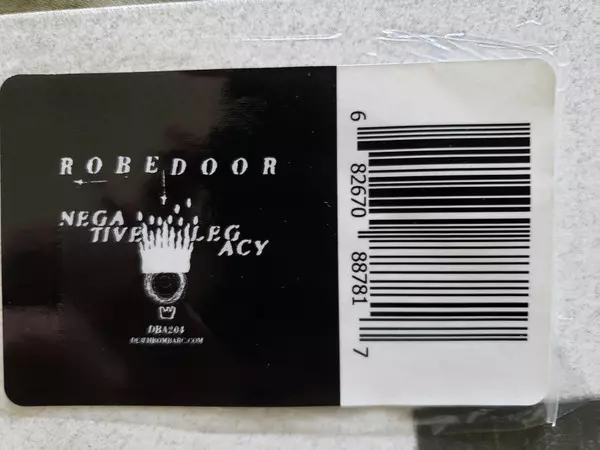 ROBEDOOR
NEGA
TIVE LEG
ACY
DBA204
DEATHBOMBARC.COM
6 82670 88781 7